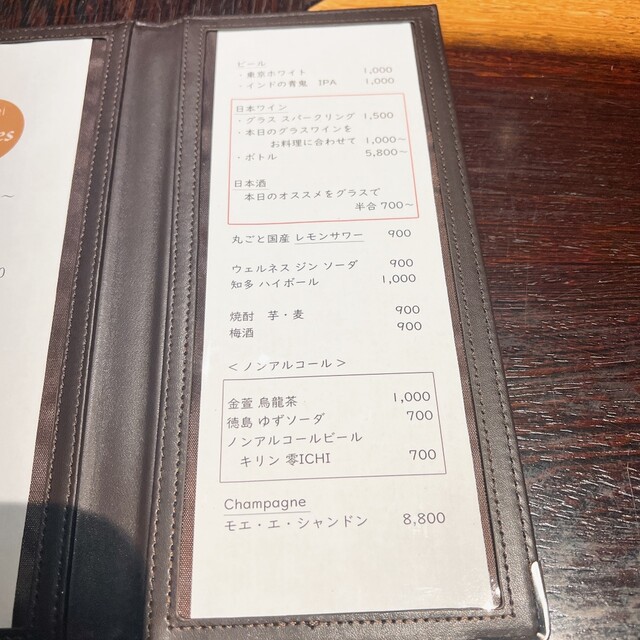 ビール
・東京ホワイト 1,000
・インドの青鬼 IPA 1,000
日本ワイン
・グラス スパークリング 1,500
・本日のグラスワインを
お料理に合わせて 1,000〜
・ボトル 5,800〜
日本酒
本日のオススメをグラスで
半合 700〜
丸ごと国産 レモンサワー 900
ウェルネス ジン ソーダ 900
知多 ハイボール 1,000
焼酎 芋・麦 900
梅酒 900
＜ノンアルコール＞
金萱 烏龍茶 1,000
徳島 ゆずソーダ 700
ノンアルコールビール
キリン 零ICHI 700
Champagne
モエ・エ・シャンドン 8,800